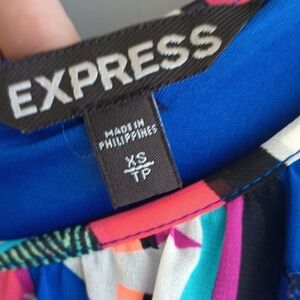 EXPRESS
MADE IN
PHILIPPINES
XS
TP